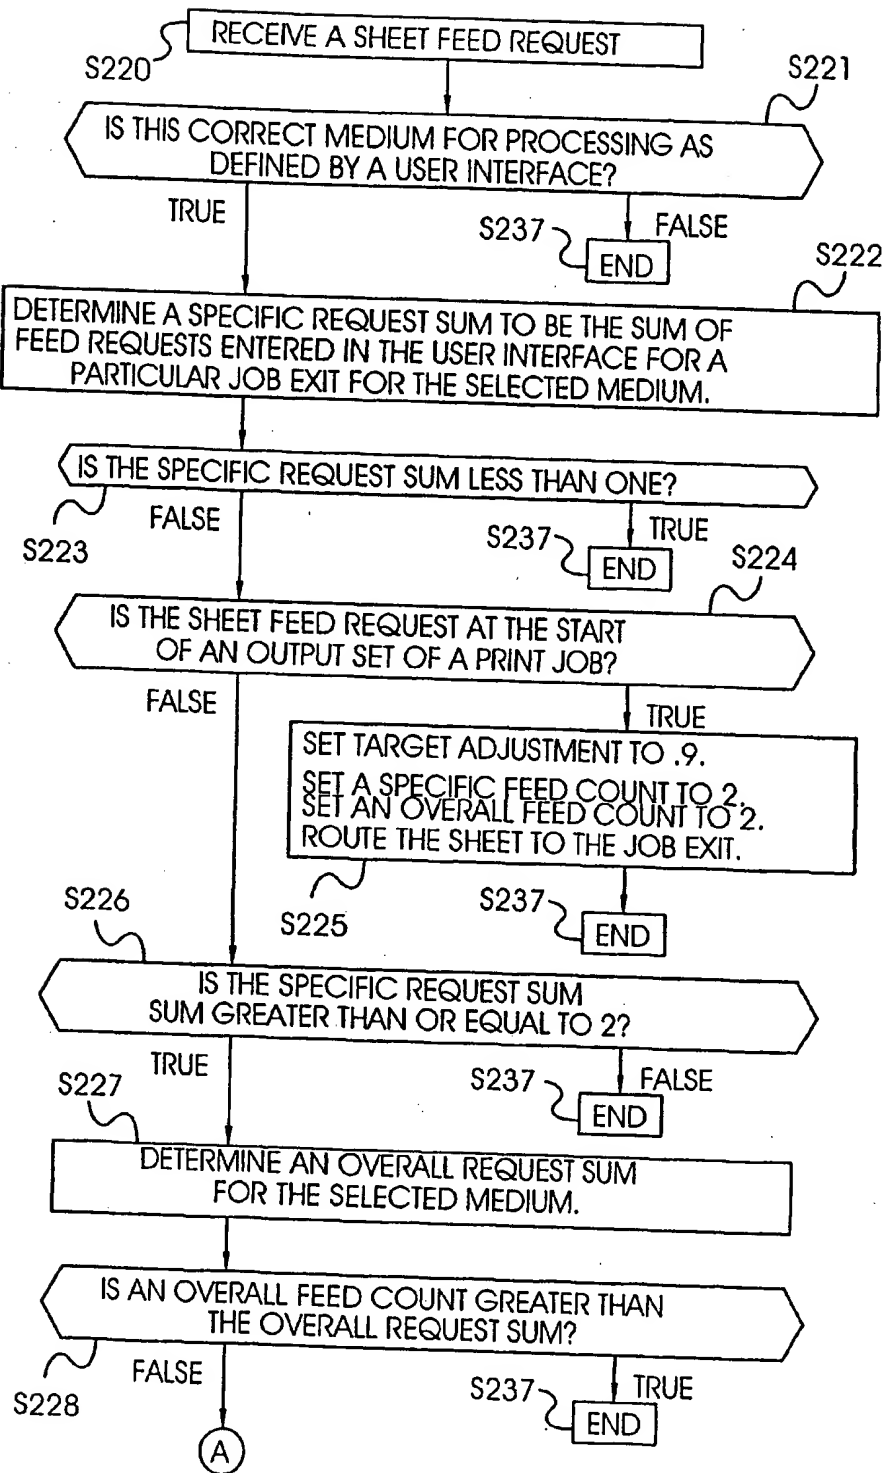 RECEIVE A SHEET FEED REQUEST
S220
S221
IS THIS CORRECT MEDIUM FOR PROCESSING AS
DEFINED BY A USER INTERFACE?
TRUE
FALSE
S237
END
S222
DETERMINE A SPECIFIC REQUEST SUM TO BE THE SUM OF
FEED REQUESTS ENTERED IN THE USER INTERFACE FOR A
PARTICULAR JOB EXIT FOR THE SELECTED MEDIUM.
IS THE SPECIFIC REQUEST SUM LESS THAN ONE?
S223
FALSE
TRUE
S237
END
S224
IS THE SHEET FEED REQUEST AT THE START
OF AN OUTPUT SET OF A PRINT JOB?
FALSE
TRUE
SET TARGET ADJUSTMENT TO .9.
SET A SPECIFIC FEED COUNT TO 2.
SET AN OVERALL FEED COUNT TO 2.
ROUTE THE SHEET TO THE JOB EXIT.
S225
S237
END
S226
IS THE SPECIFIC REQUEST SUM
SUM GREATER THAN OR EQUAL TO 2?
TRUE
FALSE
S237
END
S227
DETERMINE AN OVERALL REQUEST SUM
FOR THE SELECTED MEDIUM.
IS AN OVERALL FEED COUNT GREATER THAN
THE OVERALL REQUEST SUM?
S228
FALSE
TRUE
S237
END
A